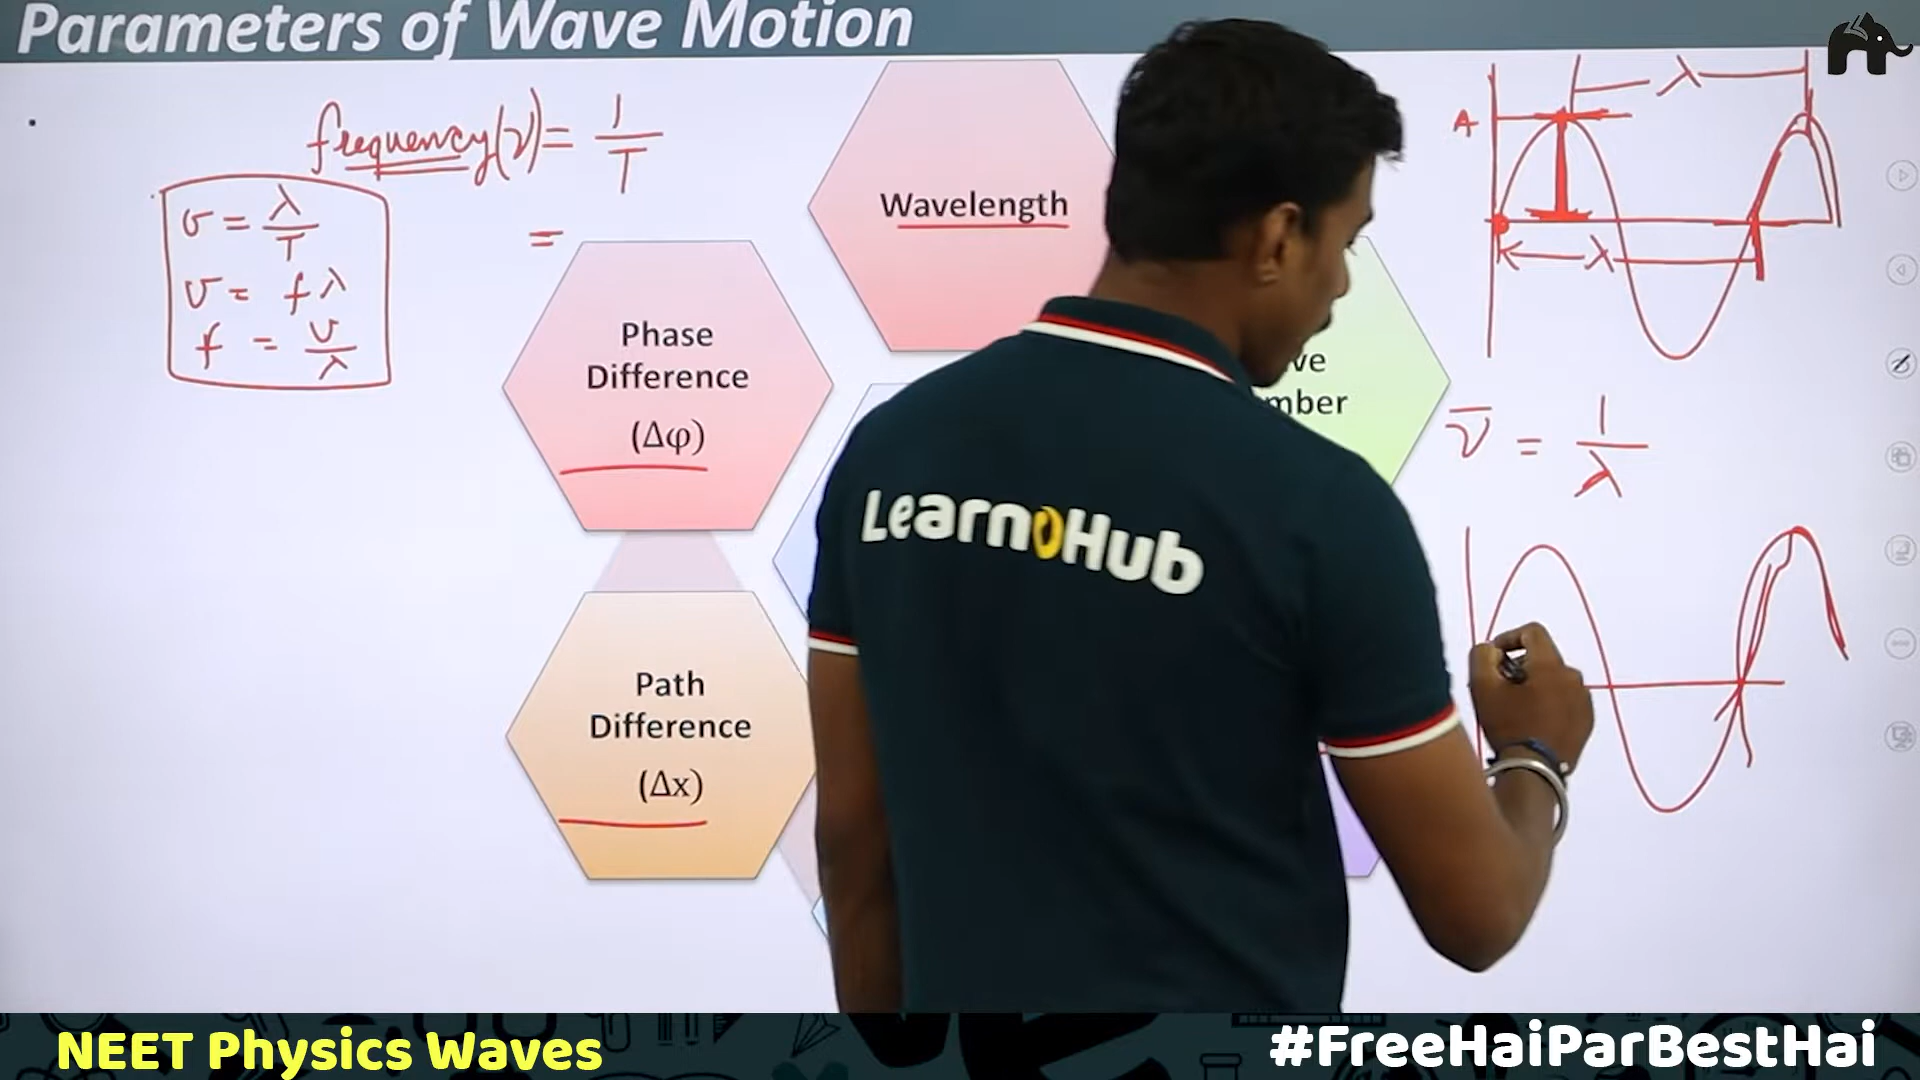 Parameters of Wave Motion
frequency(ν) = 1/T
=
v = λ/T
v = fλ
f = v/λ
Wavelength
Phase
Difference
(Δφ)
Path
Difference
(Δx)
ve
mber
A
λ
λ
ν̄ = 1/λ
LearnoHub
NEET Physics Waves
#FreeHaiParBestHai